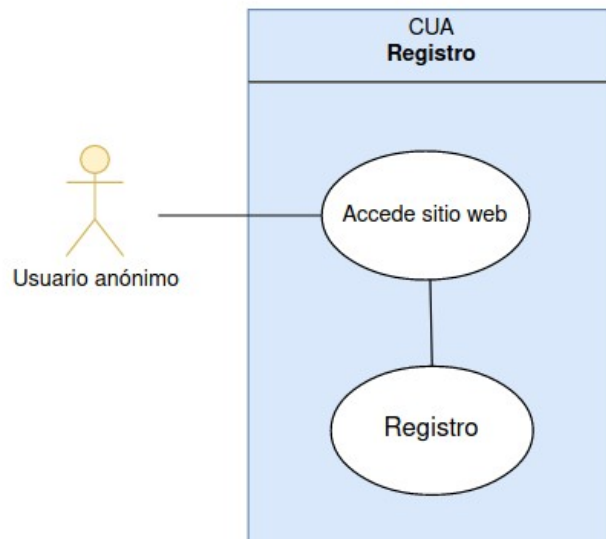 CUA
Registro
Accede sitio web
Usuario anónimo
Registro